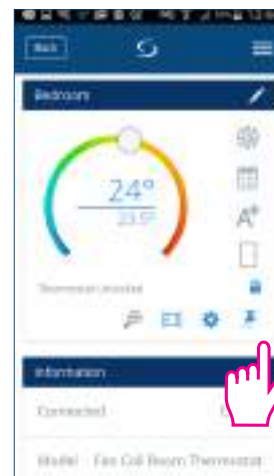 Back
Bedroom
24°
23.5°
Thermostat unlocked
Information
Connected
Model Fan Coil Room Thermostat